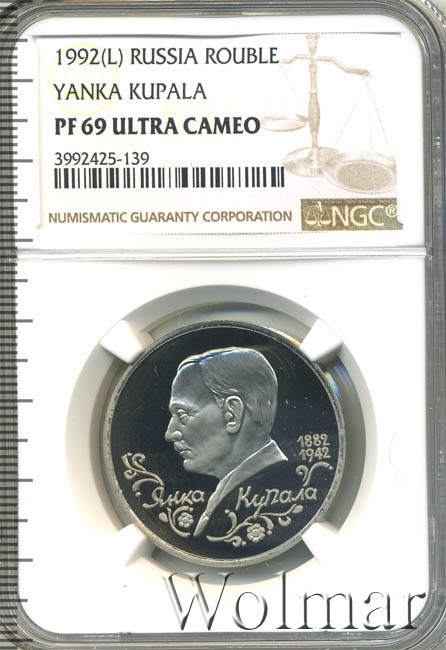 1992(L) RUSSIA ROUBLE
YANKA KUPALA
PF 69 ULTRA CAMEO
3992425-139
NUMISMATIC GUARANTY CORPORATION
NGC®
1882
1942
Янка Купала
Wolmar